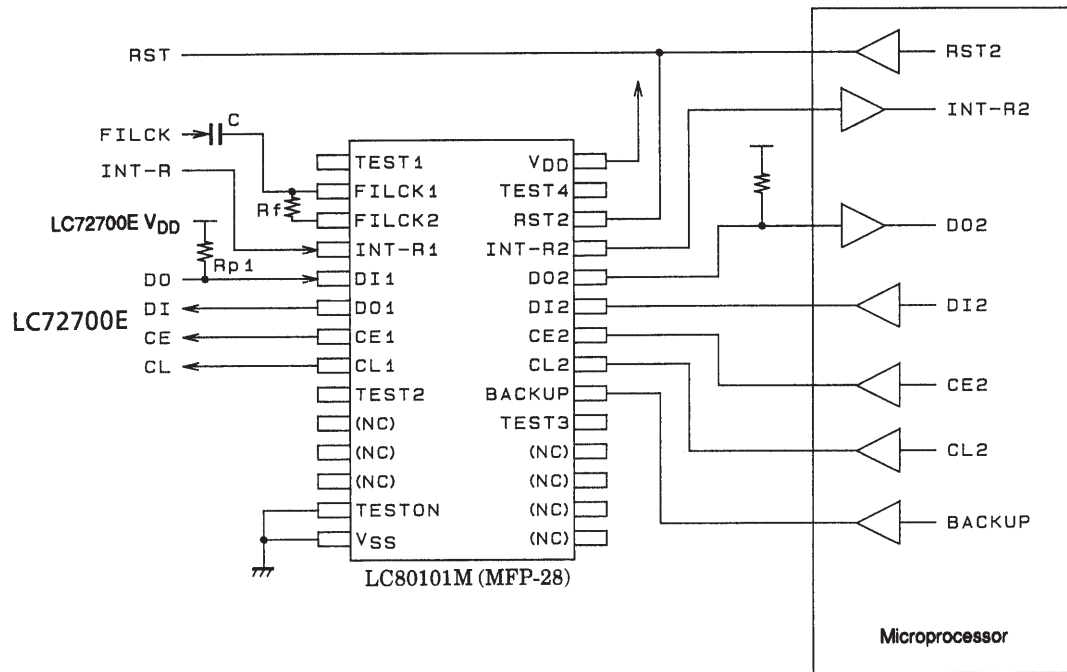 RST
RST2
INT-R2
FILCK
C
INT-R
Rf
LC72700E VDD
Rp1
DO
DI
LC72700E
CE
CL
TEST1
FILCK1
FILCK2
INT-R1
DI1
DO1
CE1
CL1
TEST2
(NC)
(NC)
(NC)
TESTON
VSS
VDD
TEST4
RST2
INT-R2
DO2
DI2
CE2
CL2
BACKUP
TEST3
(NC)
(NC)
(NC)
(NC)
LC80101M (MFP-28)
DO2
DI2
CE2
CL2
BACKUP
Microprocessor